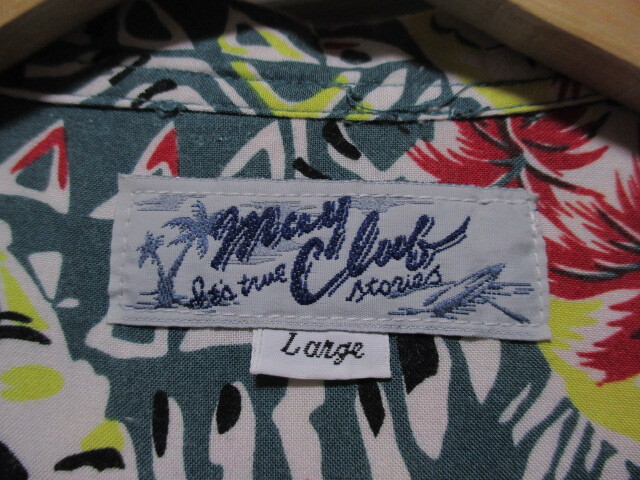 May Club
It's true stories
Large